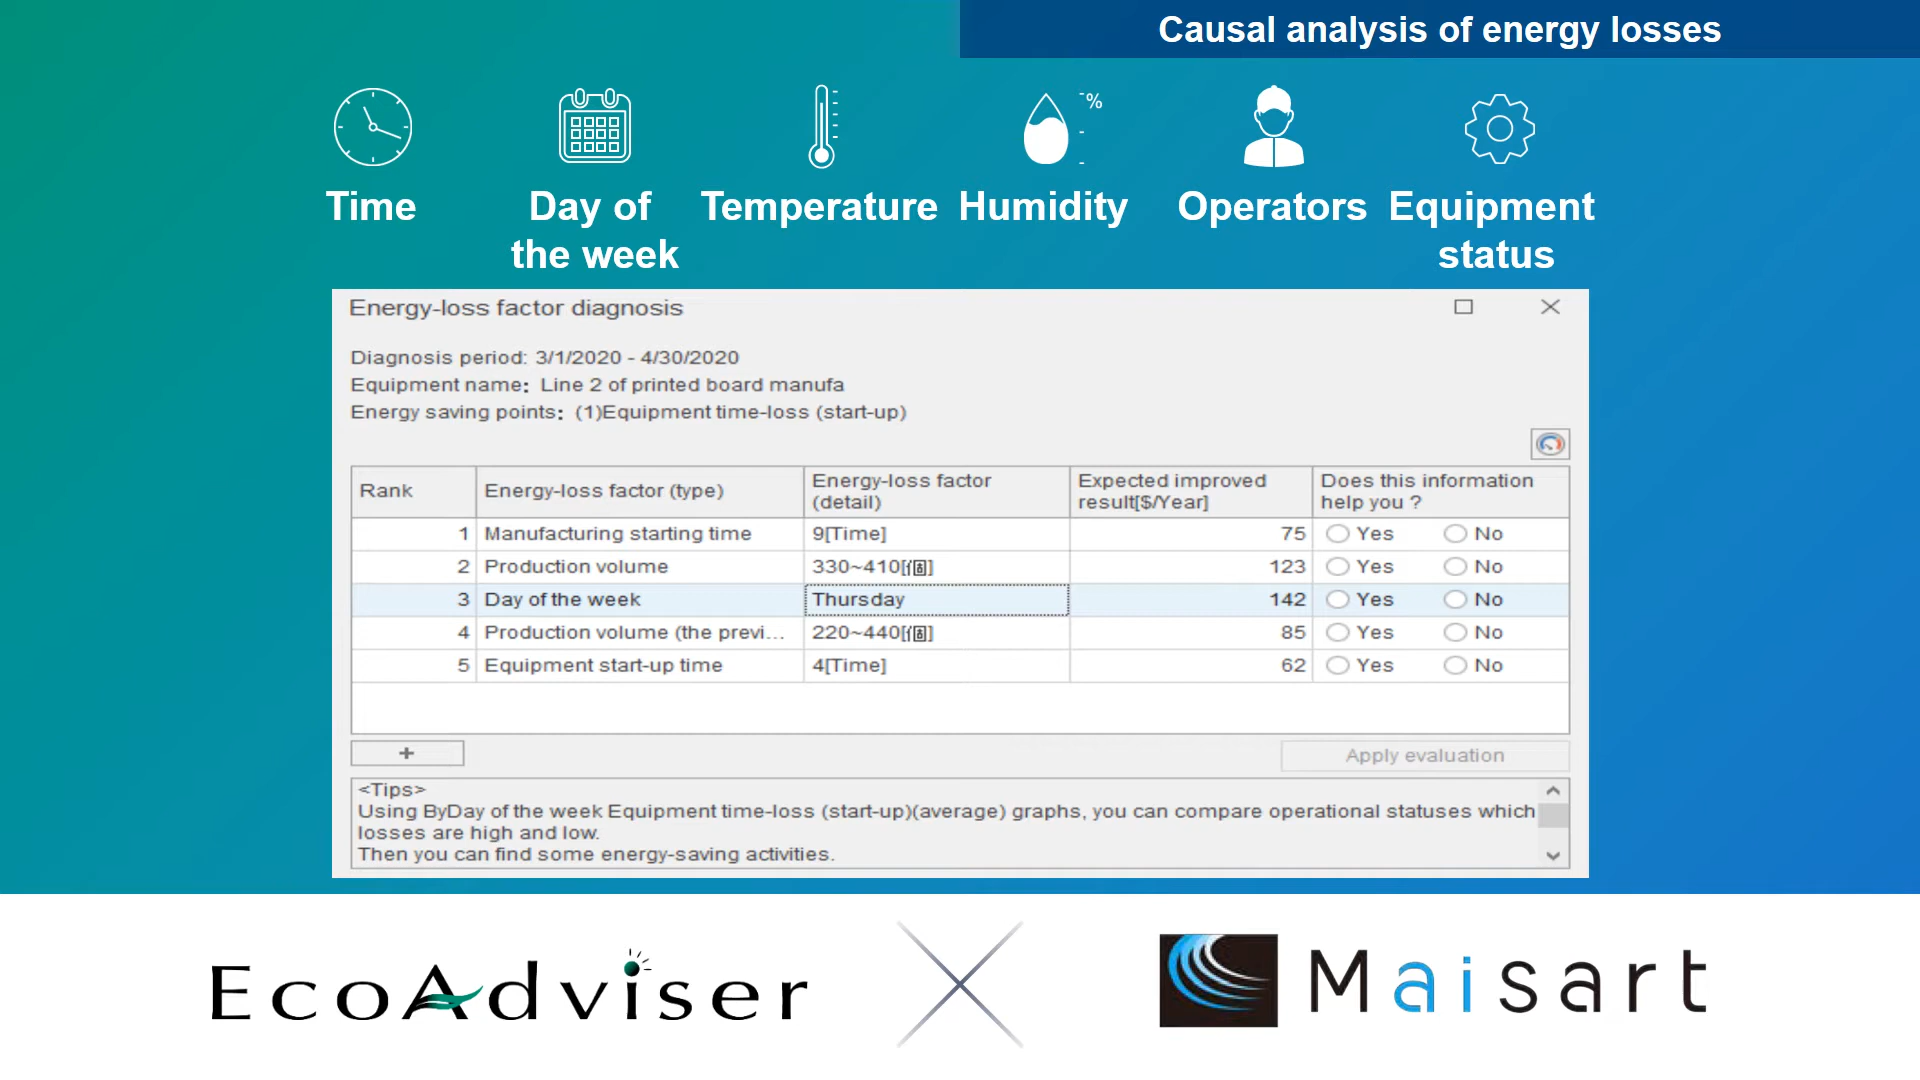 Causal analysis of energy losses
%
Time
Day of
the week
Temperature
Humidity
Operators
Equipment
status
Energy-loss factor diagnosis
Diagnosis period: 3/1/2020 - 4/30/2020
Equipment name: Line 2 of printed board manufa
Energy saving points: (1)Equipment time-loss (start-up)
Rank
Energy-loss factor (type)
Energy-loss factor
(detail)
Expected improved
result[$/Year]
Does this information
help you ?
1 Manufacturing starting time 9[Time] 75 Yes No
2 Production volume 330~410[] 123 Yes No
3 Day of the week Thursday 142 Yes No
4 Production volume (the previ... 220~440[] 85 Yes No
5 Equipment start-up time 4[Time] 62 Yes No
+
Apply evaluation
<Tips>
Using ByDay of the week Equipment time-loss (start-up)(average) graphs, you can compare operational statuses which
losses are high and low.
Then you can find some energy-saving activities.
EcoAdviser
Maisart